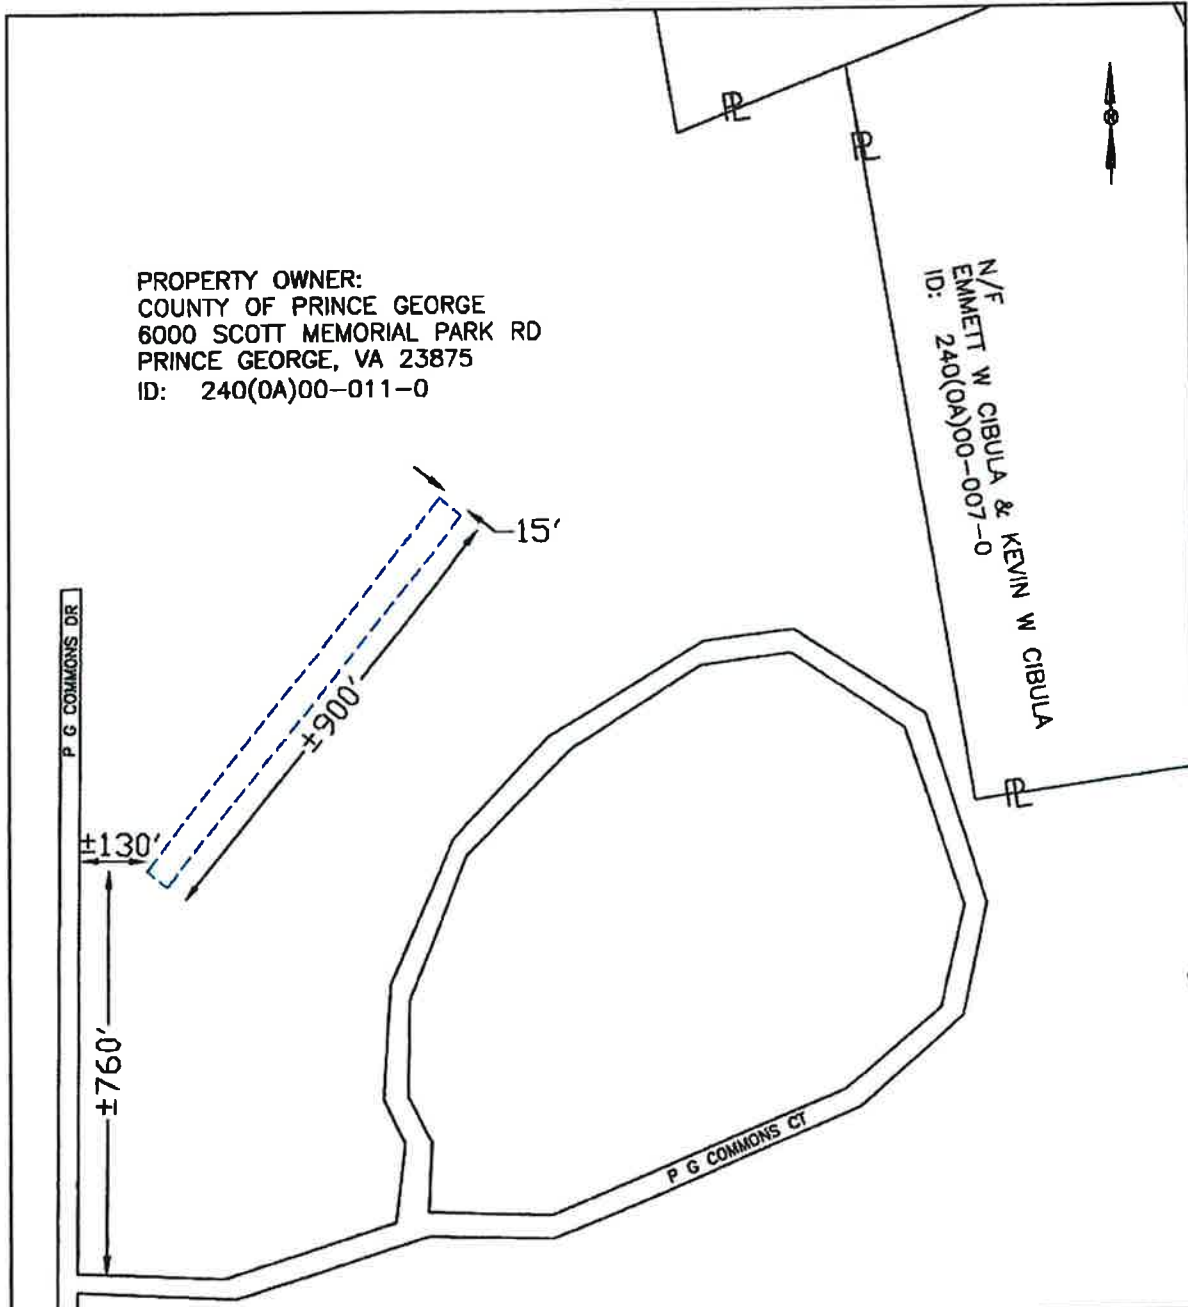 PROPERTY OWNER:
COUNTY OF PRINCE GEORGE
6000 SCOTT MEMORIAL PARK RD
PRINCE GEORGE, VA 23875
ID: 240(0A)00-011-0
PL
PL
N/F
EMMETT W CIBULA & KEVIN W CIBULA
ID: 240(0A)00-007-0
15'
±900'
P G COMMONS DR
PL
±130'
±760'
P G COMMONS CT